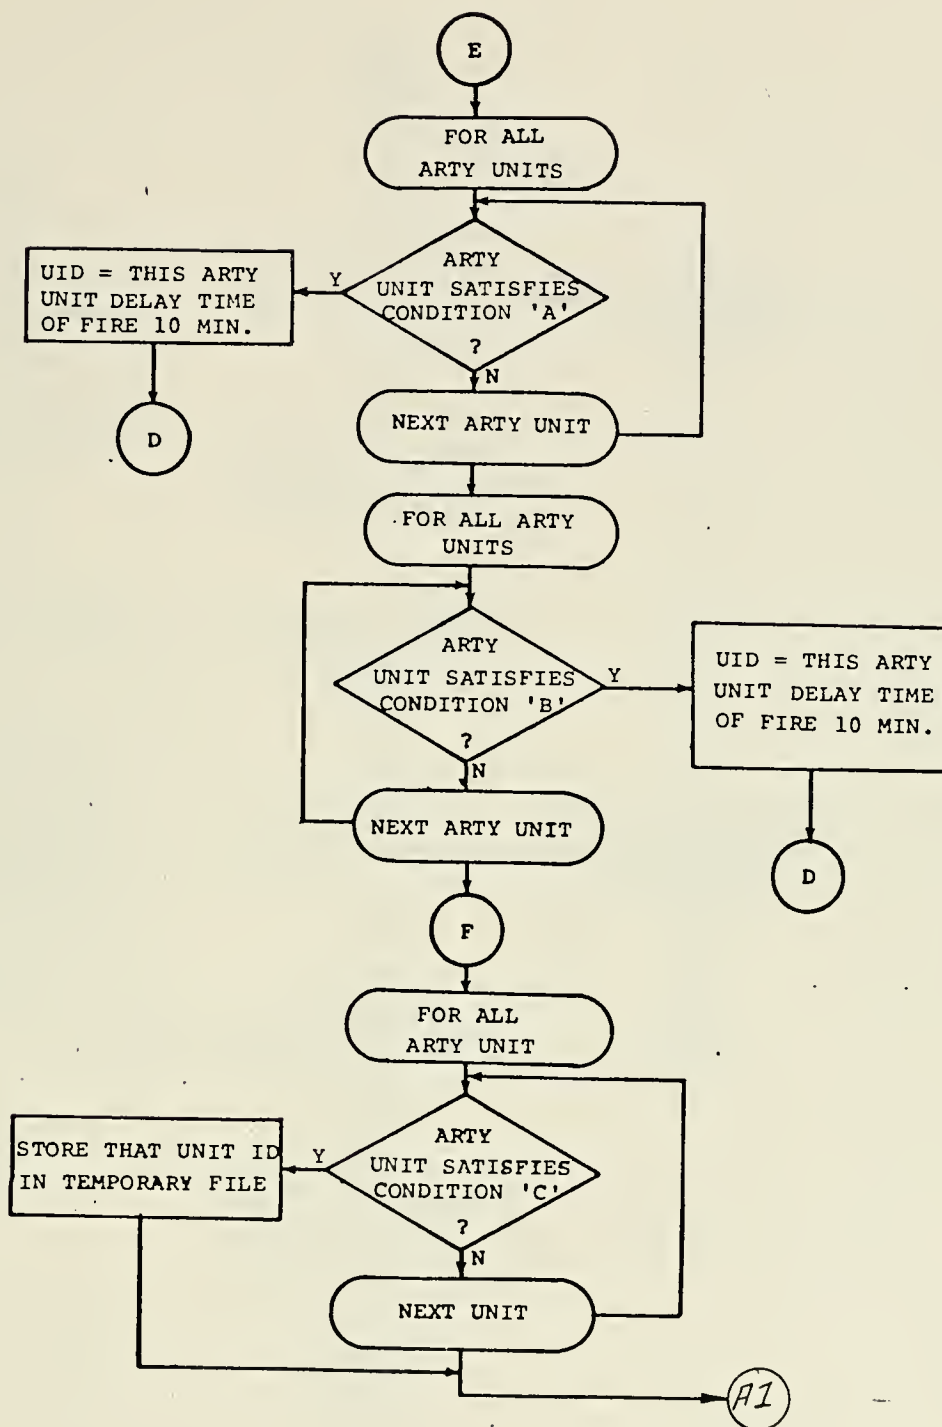 E
FOR ALL
ARTY UNITS
ARTY
UNIT SATISFIES
CONDITION 'A'
?
Y
UID = THIS ARTY
UNIT DELAY TIME
OF FIRE 10 MIN.
D
N
NEXT ARTY UNIT
FOR ALL ARTY
UNITS
ARTY
UNIT SATISFIES
CONDITION 'B'
?
Y
UID = THIS ARTY
UNIT DELAY TIME
OF FIRE 10 MIN.
D
N
NEXT ARTY UNIT
F
FOR ALL
ARTY UNIT
ARTY
UNIT SATISFIES
CONDITION 'C'
?
Y
STORE THAT UNIT ID
IN TEMPORARY FILE
N
NEXT UNIT
A1